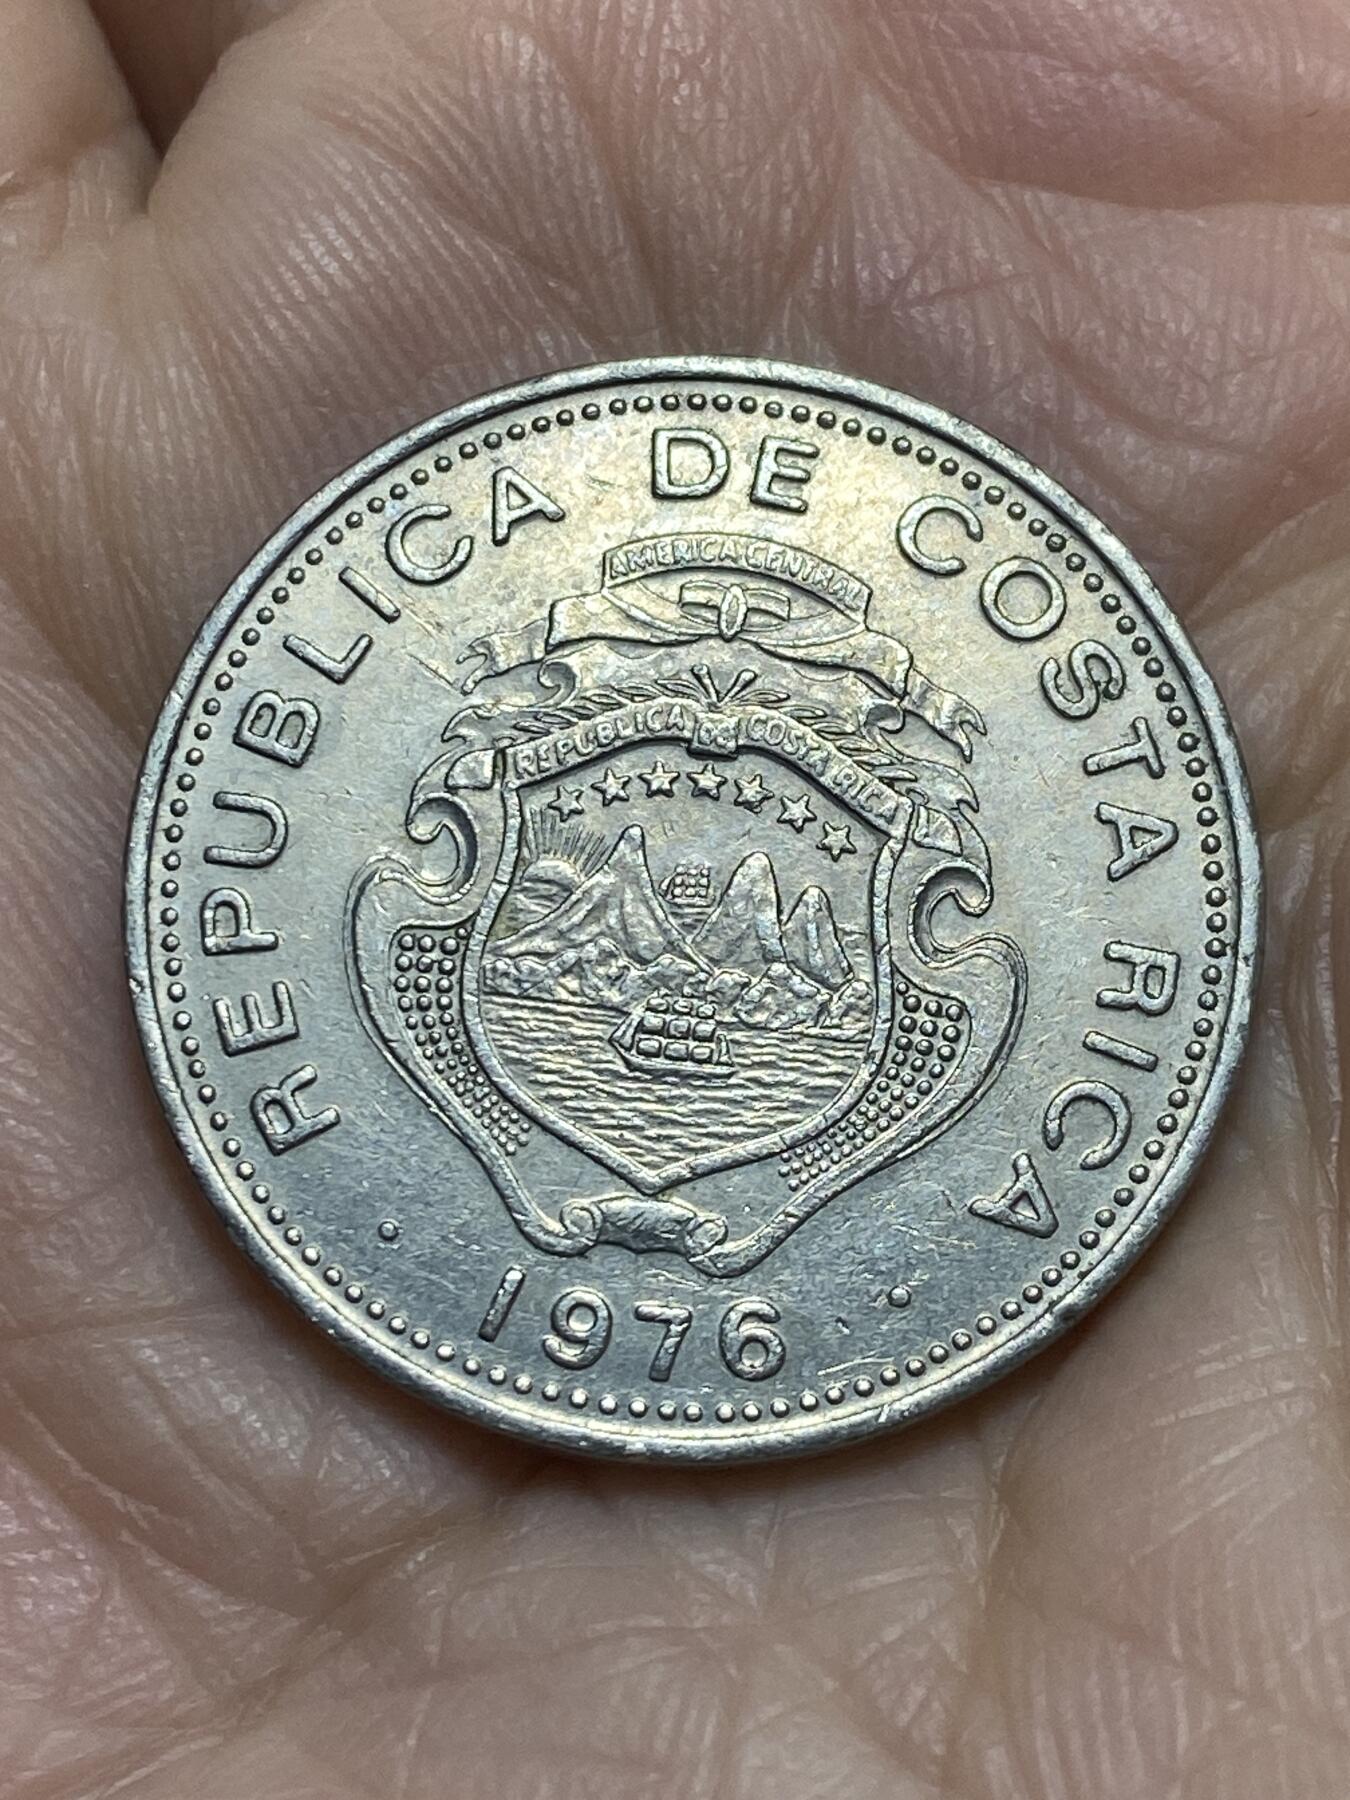 REPUBLICA DE COSTA RICA
AMERICA CENTRAL
REPUBLICA DE COSTA RICA
1976